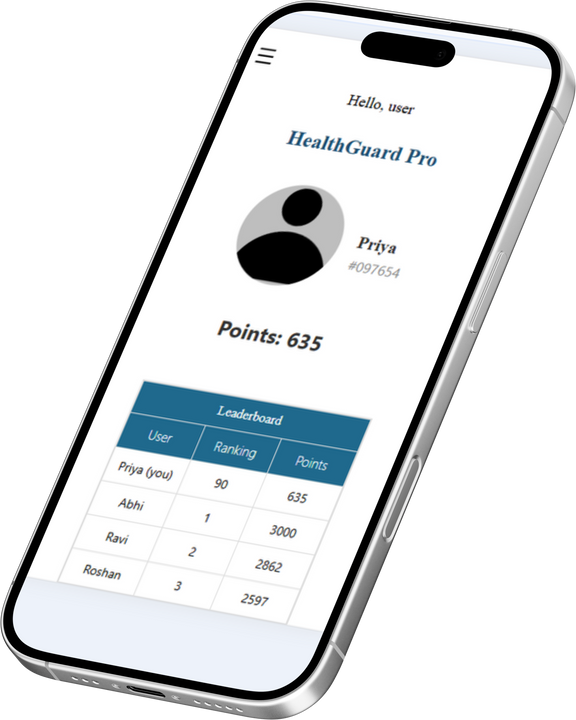 Hello, user
HealthGuard Pro
Priya
#097654
Points: 635
Leaderboard
User Ranking Points
Priya (you) 90 635
Abhi 1 3000
Ravi 2 2862
Roshan 3 2597